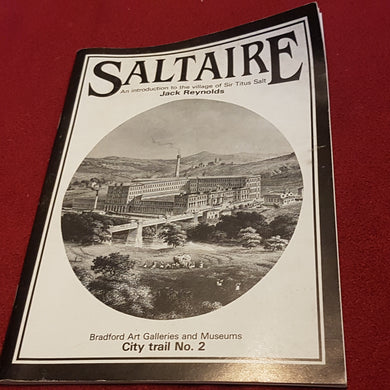 SALTAIRE
An introduction to the village of Sir Titus Salt
Jack Reynolds
Bradford Art Galleries and Museums
City trail No. 2